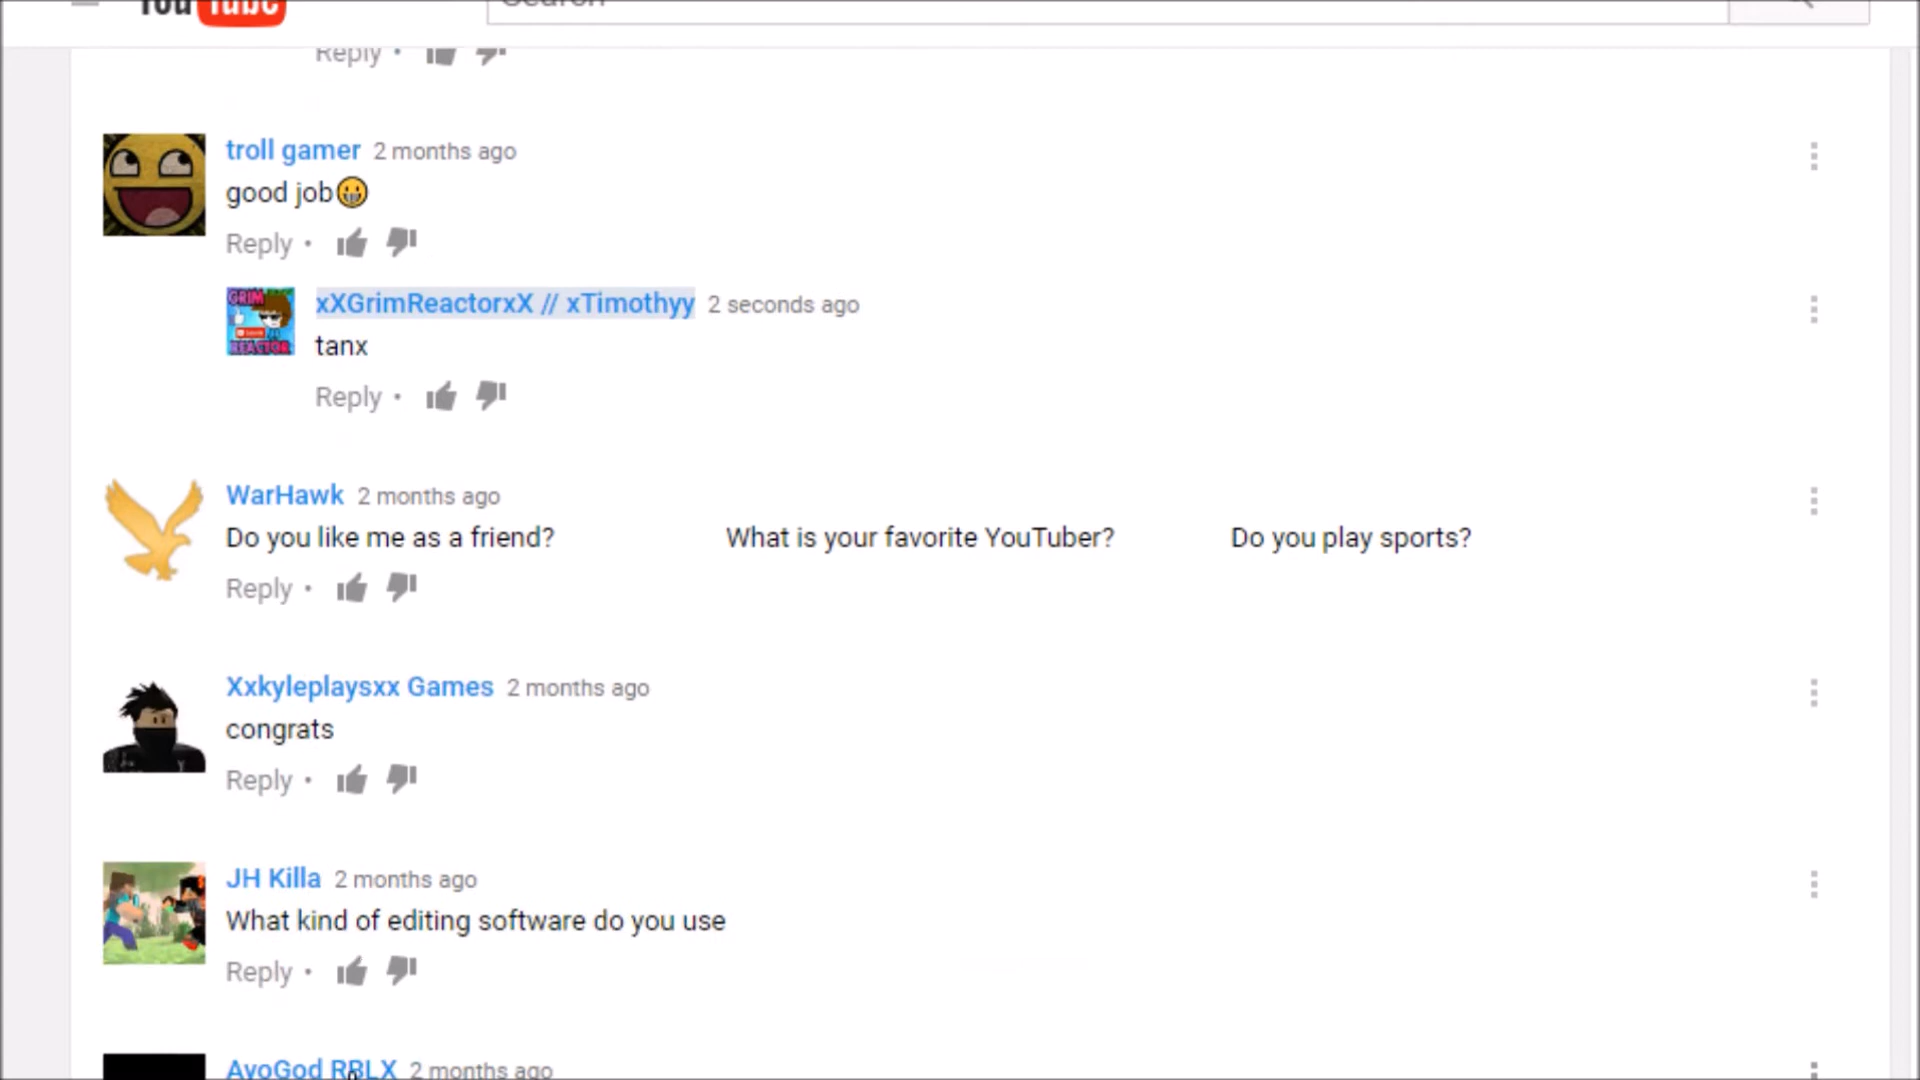 YouTube Search
Reply •
troll gamer 2 months ago
good job😀
Reply •
GRIM
REACTOR
xXGrimReactorxX // xTimothyy 2 seconds ago
tanx
Reply •
WarHawk 2 months ago
Do you like me as a friend? What is your favorite YouTuber? Do you play sports?
Reply •
Xxkyleplaysxx Games 2 months ago
congrats
Reply •
JH Killa 2 months ago
What kind of editing software do you use
Reply •
AyoGod RBLX 2 months ago